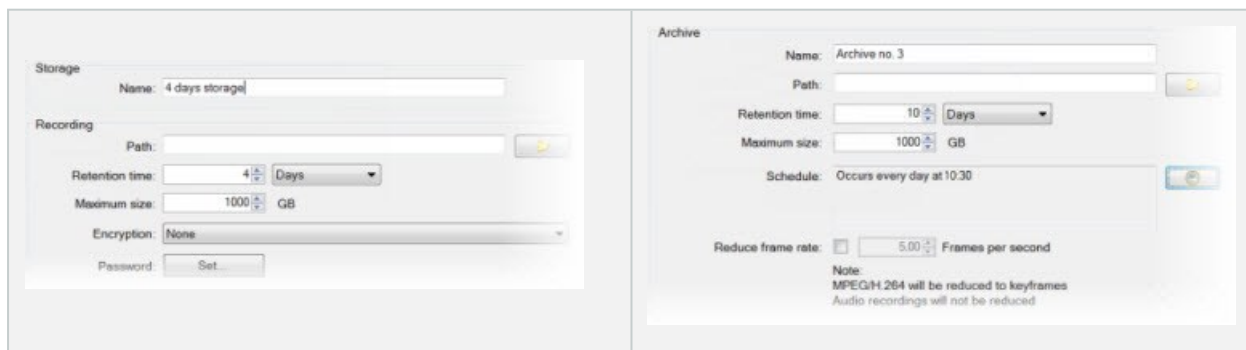 Storage
Name: 4 days storage
Recording
Path:
Retention time: 4 Days
Maximum size: 1000 GB
Encryption: None
Password: Set...
Archive
Name: Archive no. 3
Path:
Retention time: 10 Days
Maximum size: 1000 GB
Schedule: Occurs every day at 10:30
Reduce frame rate: 5.00 Frames per second
Note:
MPEG/H.264 will be reduced to keyframes
Audio recordings will not be reduced